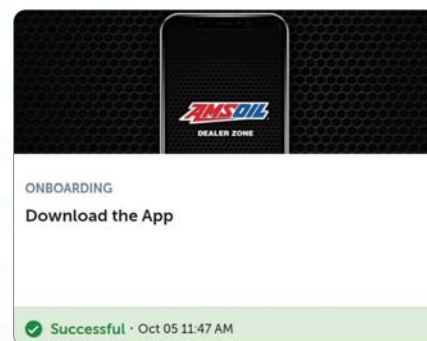 AMSOIL
DEALER ZONE
ONBOARDING
Download the App
Successful · Oct 05 11:47 AM